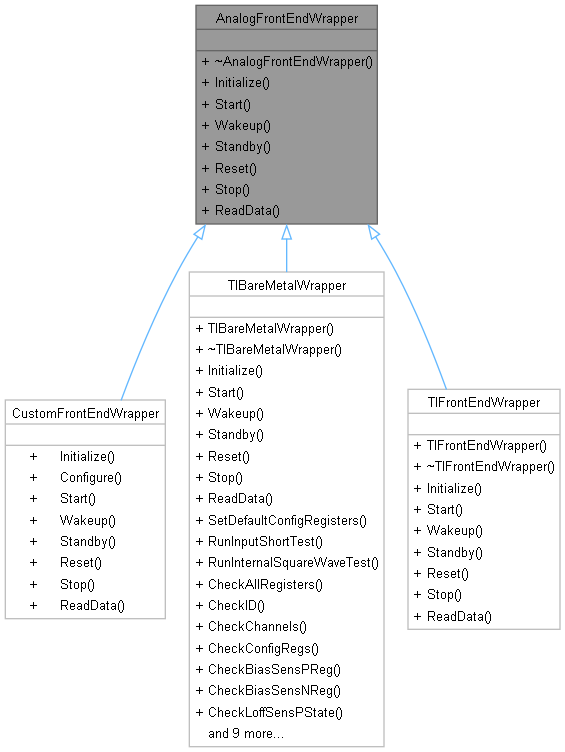 AnalogFrontEndWrapper
+ ~AnalogFrontEndWrapper()
+ Initialize()
+ Start()
+ Wakeup()
+ Standby()
+ Reset()
+ Stop()
+ ReadData()
CustomFrontEndWrapper
+ Initialize()
+ Configure()
+ Start()
+ Wakeup()
+ Standby()
+ Reset()
+ Stop()
+ ReadData()
TIBareMetalWrapper
+ TIBareMetalWrapper()
+ ~TIBareMetalWrapper()
+ Initialize()
+ Start()
+ Wakeup()
+ Standby()
+ Reset()
+ Stop()
+ ReadData()
+ SetDefaultConfigRegisters()
+ RunInputShortTest()
+ RunInternalSquareWaveTest()
+ CheckAllRegisters()
+ CheckID()
+ CheckChannels()
+ CheckConfigRegs()
+ CheckBiasSensPReg()
+ CheckBiasSensNReg()
+ CheckLoffSensPState()
and 9 more...
TIFrontEndWrapper
+ TIFrontEndWrapper()
+ ~TIFrontEndWrapper()
+ Initialize()
+ Start()
+ Wakeup()
+ Standby()
+ Reset()
+ Stop()
+ ReadData()